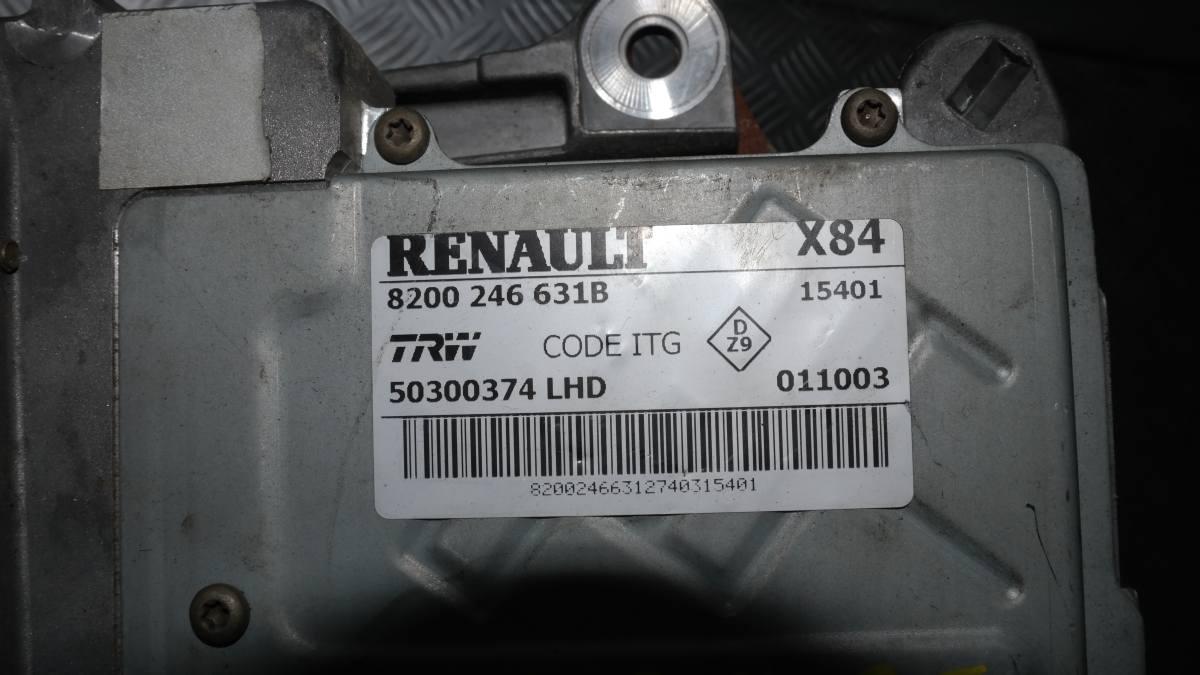 RENAULT X84
8200 246 631B 15401
TRW CODE ITG D Z9
50300374 LHD 011003
82002466312740315401